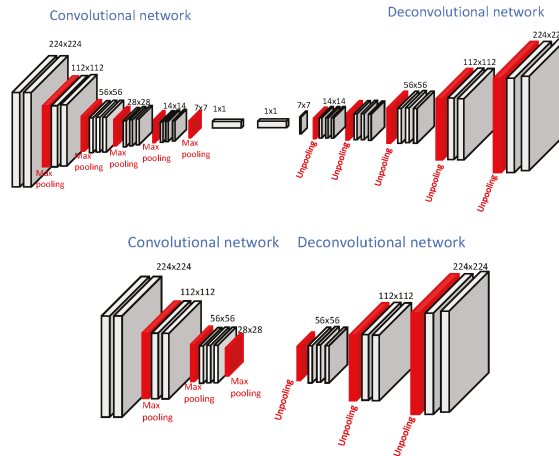 Convolutional network
Deconvolutional network
224x224
112x112
56x56
28x28
14x14
7x7
1x1
1x1
7x7
14x14
56x56
112x112
Max pooling
Max pooling
Max pooling
Max pooling
Max pooling
Unpooling
Unpooling
Unpooling
Unpooling
Unpooling
Convolutional network
Deconvolutional network
224x224
112x112
56x56
28x28
56x56
112x112
224x224
Max pooling
Max pooling
Max pooling
Unpooling
Unpooling
Unpooling